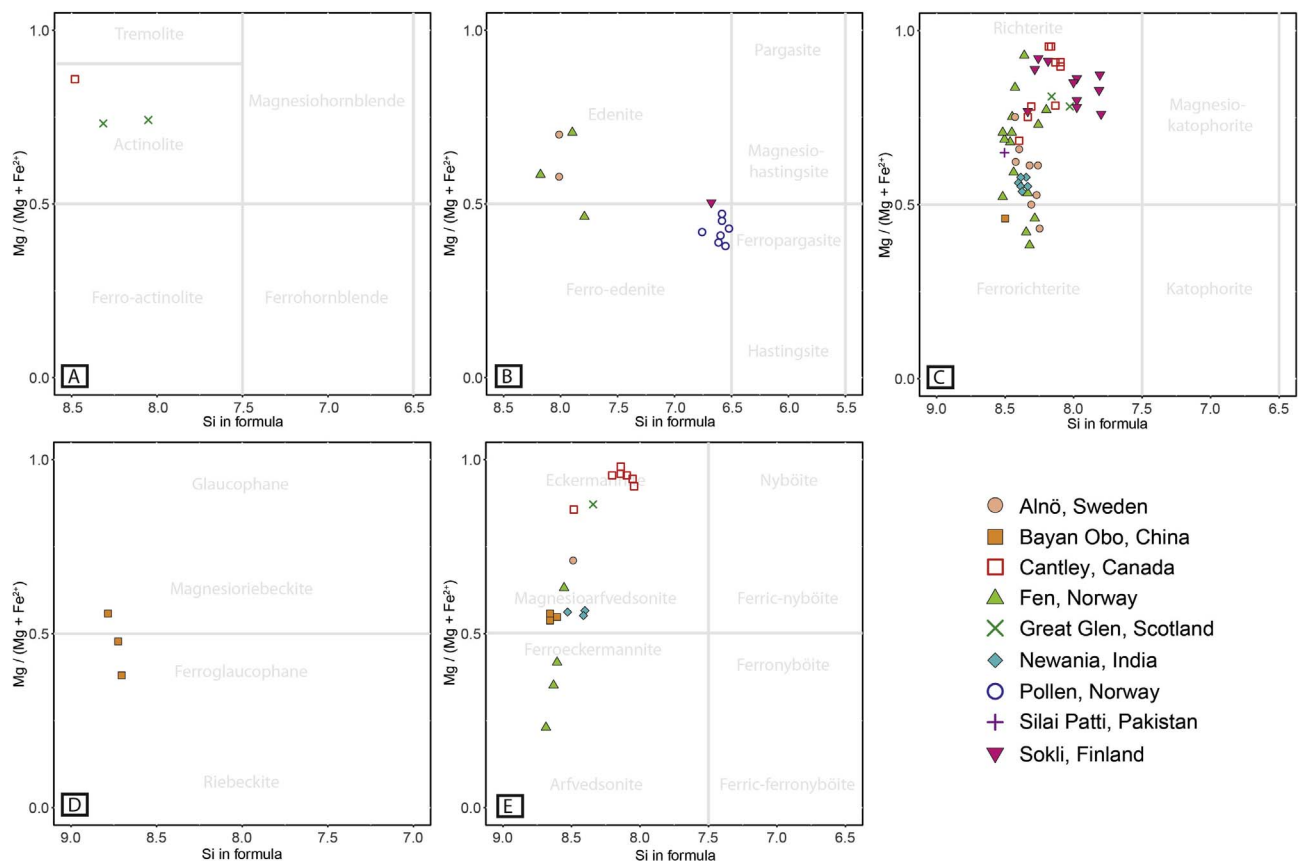 Mg / (Mg + Fe²⁺)
1.0
0.5
0.0
Tremolite
Magnesiohornblende
Actinolite
Ferro-actinolite
Ferrohornblende
A
8.5 8.0 7.5 7.0 6.5
Si in formula
Mg / (Mg + Fe²⁺)
1.0
0.5
0.0
Pargasite
Edenite
Magnesio-
hastingsite
Ferropargasite
Ferro-edenite
Hastingsite
B
8.5 8.0 7.5 7.0 6.5 6.0 5.5
Si in formula
Mg / (Mg + Fe²⁺)
1.0
0.5
0.0
Richterite
Magnesio-
katophorite
Ferrorichterite
Katophorite
C
9.0 8.5 8.0 7.5 7.0 6.5
Si in formula
Mg / (Mg + Fe²⁺)
1.0
0.5
0.0
Glaucophane
Magnesioriebeckite
Ferroglaucophane
Riebeckite
D
9.0 8.5 8.0 7.5 7.0
Si in formula
Mg / (Mg + Fe²⁺)
1.0
0.5
0.0
Eckermannite
Nyböite
Magnesioarfvedsonite
Ferric-nyböite
Ferroeckermannite
Ferronyböite
Arfvedsonite
Ferric-ferronyböite
E
9.0 8.5 8.0 7.5 7.0 6.5
Si in formula
Alnö, Sweden
Bayan Obo, China
Cantley, Canada
Fen, Norway
Great Glen, Scotland
Newania, India
Pollen, Norway
Silai Patti, Pakistan
Sokli, Finland